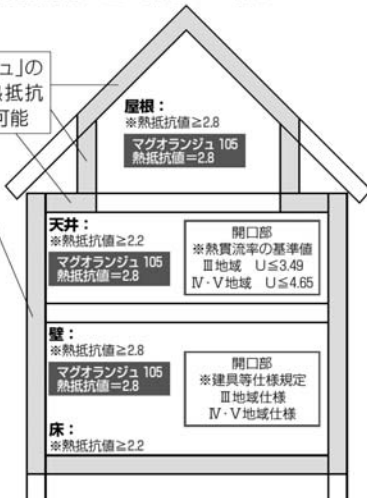 ュ」の
熱抵抗
可能
屋根：
※熱抵抗値≧2.8
マグオランジュ 105
熱抵抗値＝2.8
天井：
※熱抵抗値≧2.2
マグオランジュ 105
熱抵抗値＝2.8
開口部
※熱貫流率の基準値
Ⅲ地域　U≦3.49
Ⅳ・Ⅴ地域　U≦4.65
壁：
※熱抵抗値≧2.8
マグオランジュ 105
熱抵抗値＝2.8
開口部
※建具等仕様規定
Ⅲ地域仕様
Ⅳ・Ⅴ地域仕様
床：
※熱抵抗値≧2.2